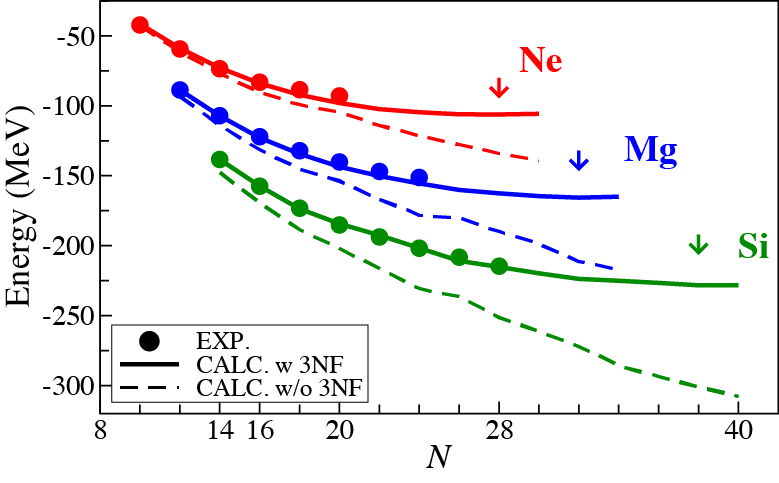 -50
-100
-150
-200
-250
-300
Energy (MeV)
Ne
Mg
Si
EXP.
CALC. w 3NF
CALC. w/o 3NF
8 14 16 20 28 40
N